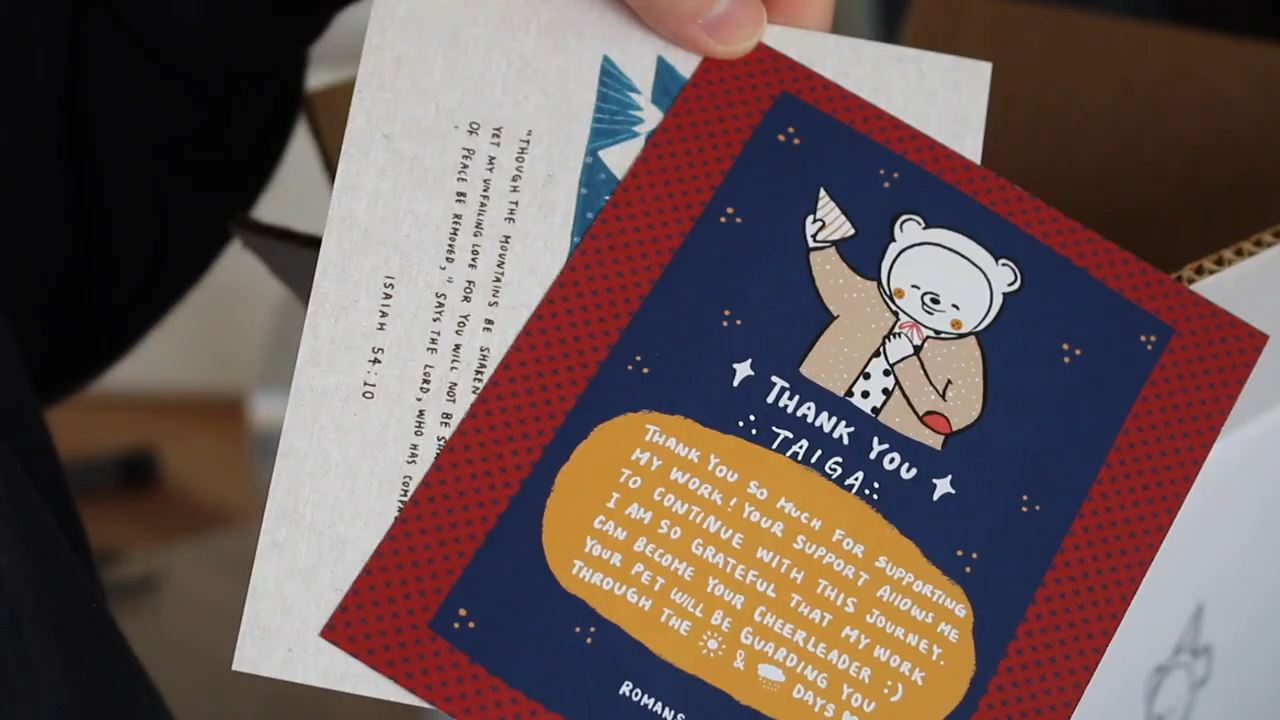 "THOUGH THE MOUNTAINS BE SHAKEN
YET MY UNFAILING LOVE FOR YOU WILL NOT BE
OF PEACE BE REMOVED," SAYS THE LORD, WHO HAS
ISAIAH 54:10
THANK YOU
TAIGA
THANK YOU SO MUCH FOR SUPPORTING
MY WORK! YOUR SUPPORT ALLOWS ME
TO CONTINUE WITH THIS JOURNEY.
I AM SO GRATEFUL THAT MY WORK
CAN BECOME YOUR CHEERLEADER :)
YOUR PET WILL BE GUARDING YOU
THROUGH THE ☀ & 🌧 DAYS ♥
ROMANS